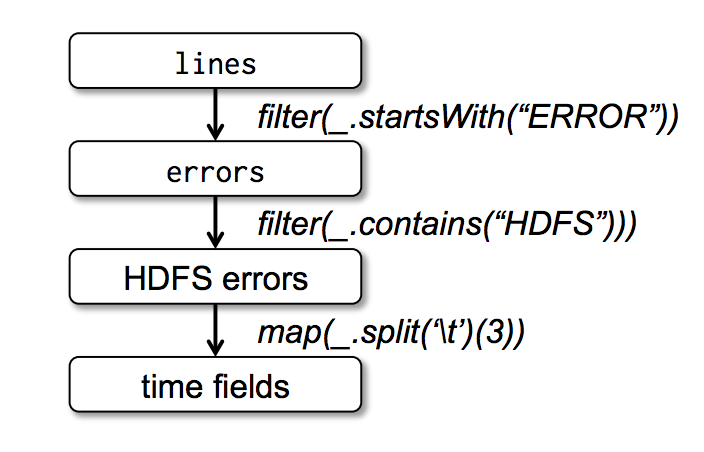 lines
filter(_.startsWith(“ERROR”))
errors
filter(_.contains(“HDFS”)))
HDFS errors
map(_.split(‘\t’)(3))
time fields